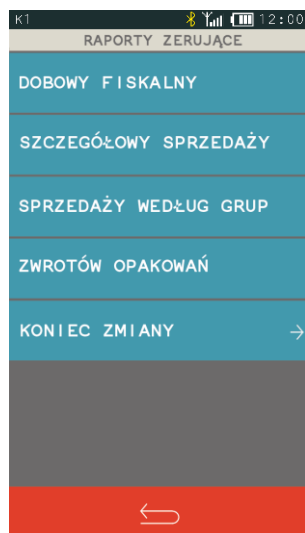 K1 12:00
RAPORTY ZERUJĄCE
DOBOWY FISKALNY
SZCZEGÓŁOWY SPRZEDAŻY
SPRZEDAŻY WEDŁUG GRUP
ZWROTÓW OPAKOWAŃ
KONIEC ZMIANY